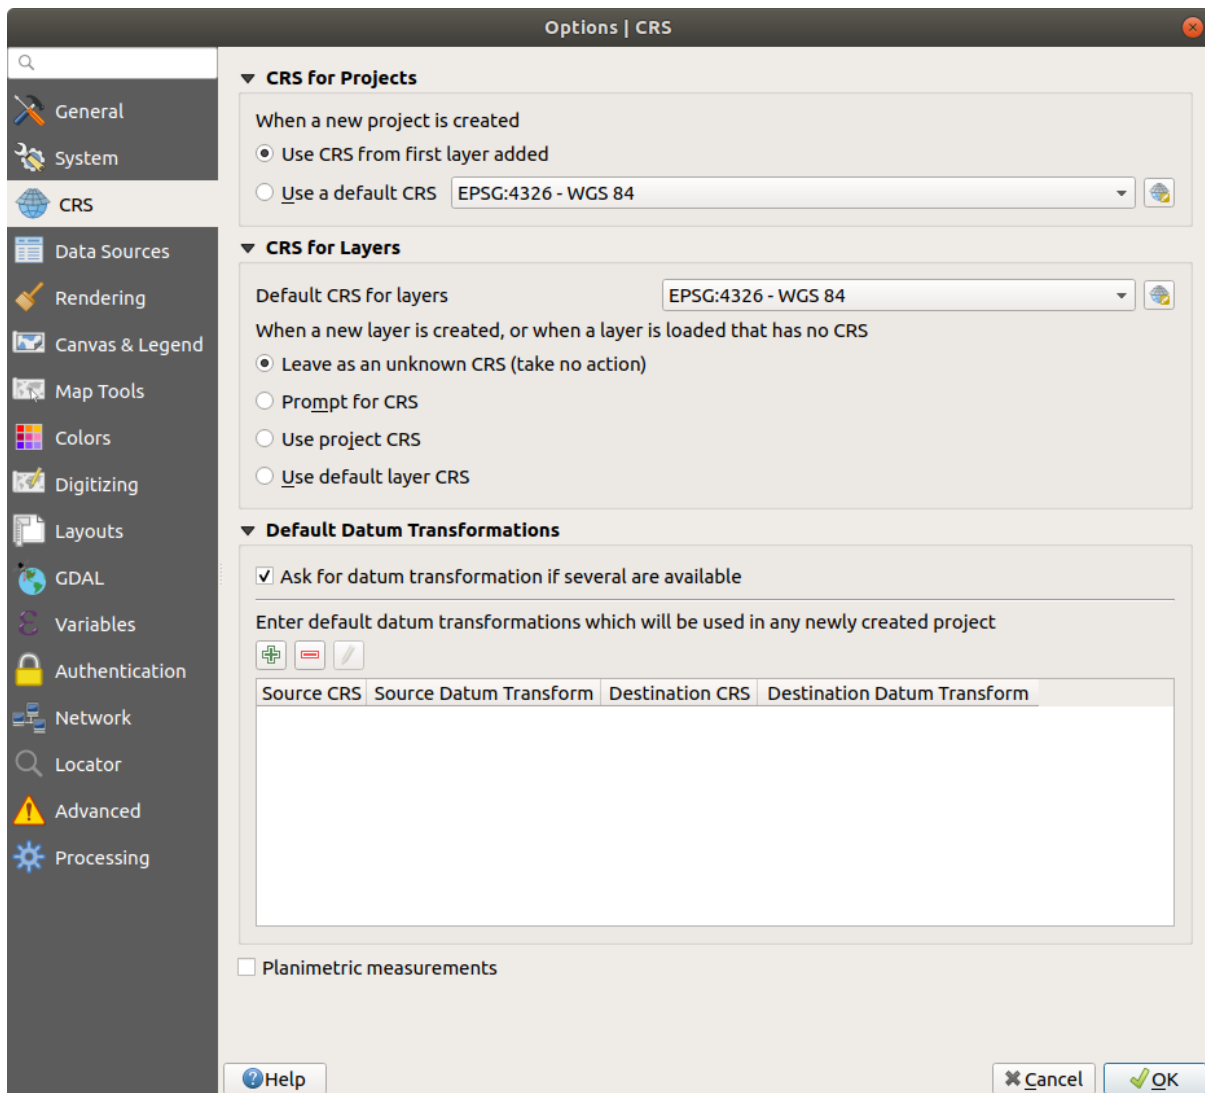 Options | CRS
General
System
CRS
Data Sources
Rendering
Canvas & Legend
Map Tools
Colors
Digitizing
Layouts
GDAL
Variables
Authentication
Network
Locator
Advanced
Processing
CRS for Projects
When a new project is created
Use CRS from first layer added
Use a default CRS EPSG:4326 - WGS 84
CRS for Layers
Default CRS for layers EPSG:4326 - WGS 84
When a new layer is created, or when a layer is loaded that has no CRS
Leave as an unknown CRS (take no action)
Prompt for CRS
Use project CRS
Use default layer CRS
Default Datum Transformations
Ask for datum transformation if several are available
Enter default datum transformations which will be used in any newly created project
Source CRS Source Datum Transform Destination CRS Destination Datum Transform
Planimetric measurements
Help Cancel OK